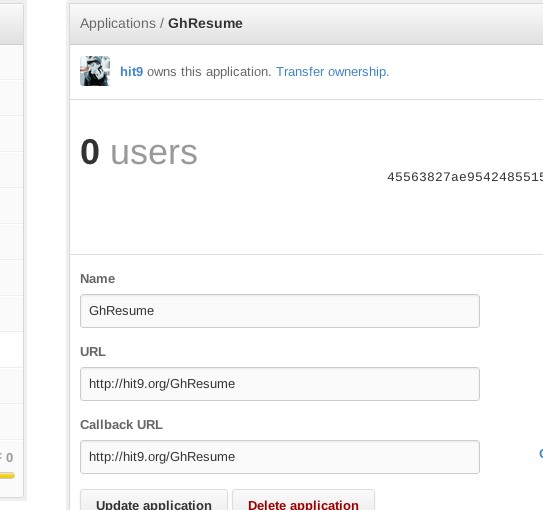 Applications / GhResume
hit9 owns this application. Transfer ownership.
0 users
Name
GhResume
URL
http://hit9.org/GhResume
Callback URL
http://hit9.org/GhResume
0
Update application Delete application